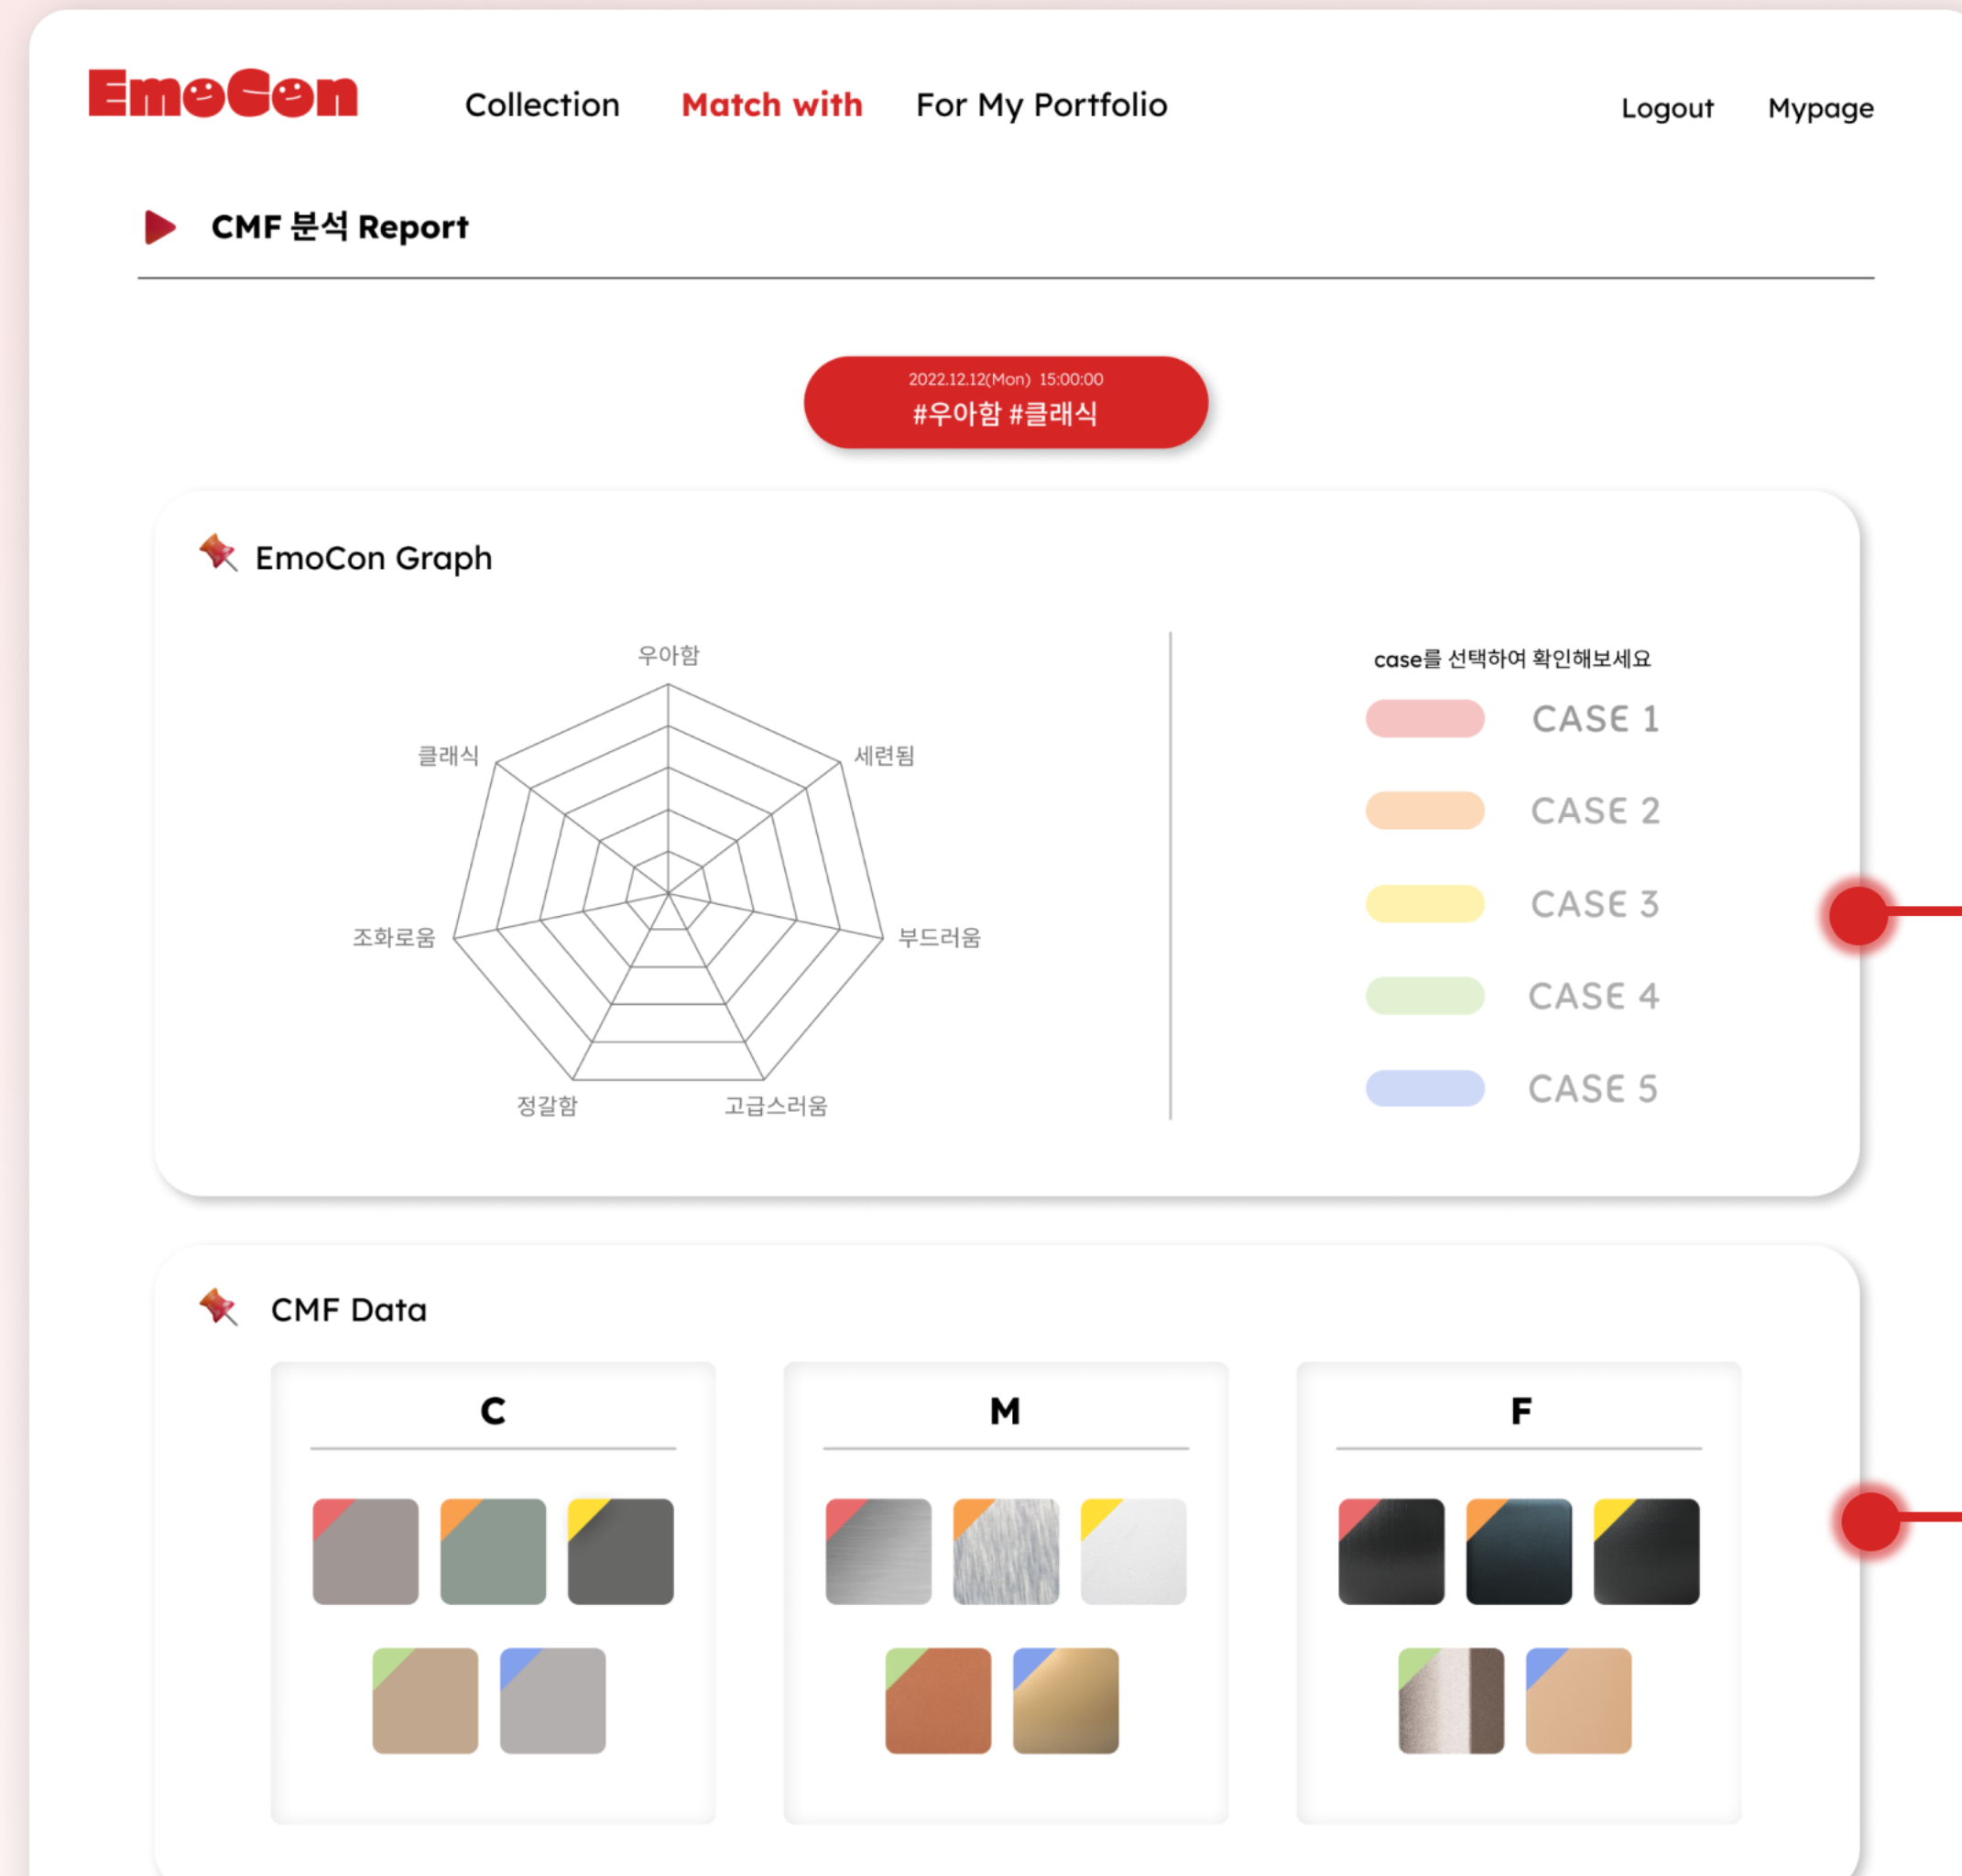 EmoCon
Collection Match with For My Portfolio
Logout Mypage
CMF 분석 Report
2022.12.12(Mon) 15:00:00
#우아함 #클래식
EmoCon Graph
우아함
클래식
세련됨
조화로움
부드러움
정갈함
고급스러움
case를 선택하여 확인해보세요
CASE 1
CASE 2
CASE 3
CASE 4
CASE 5
CMF Data
C
M
F